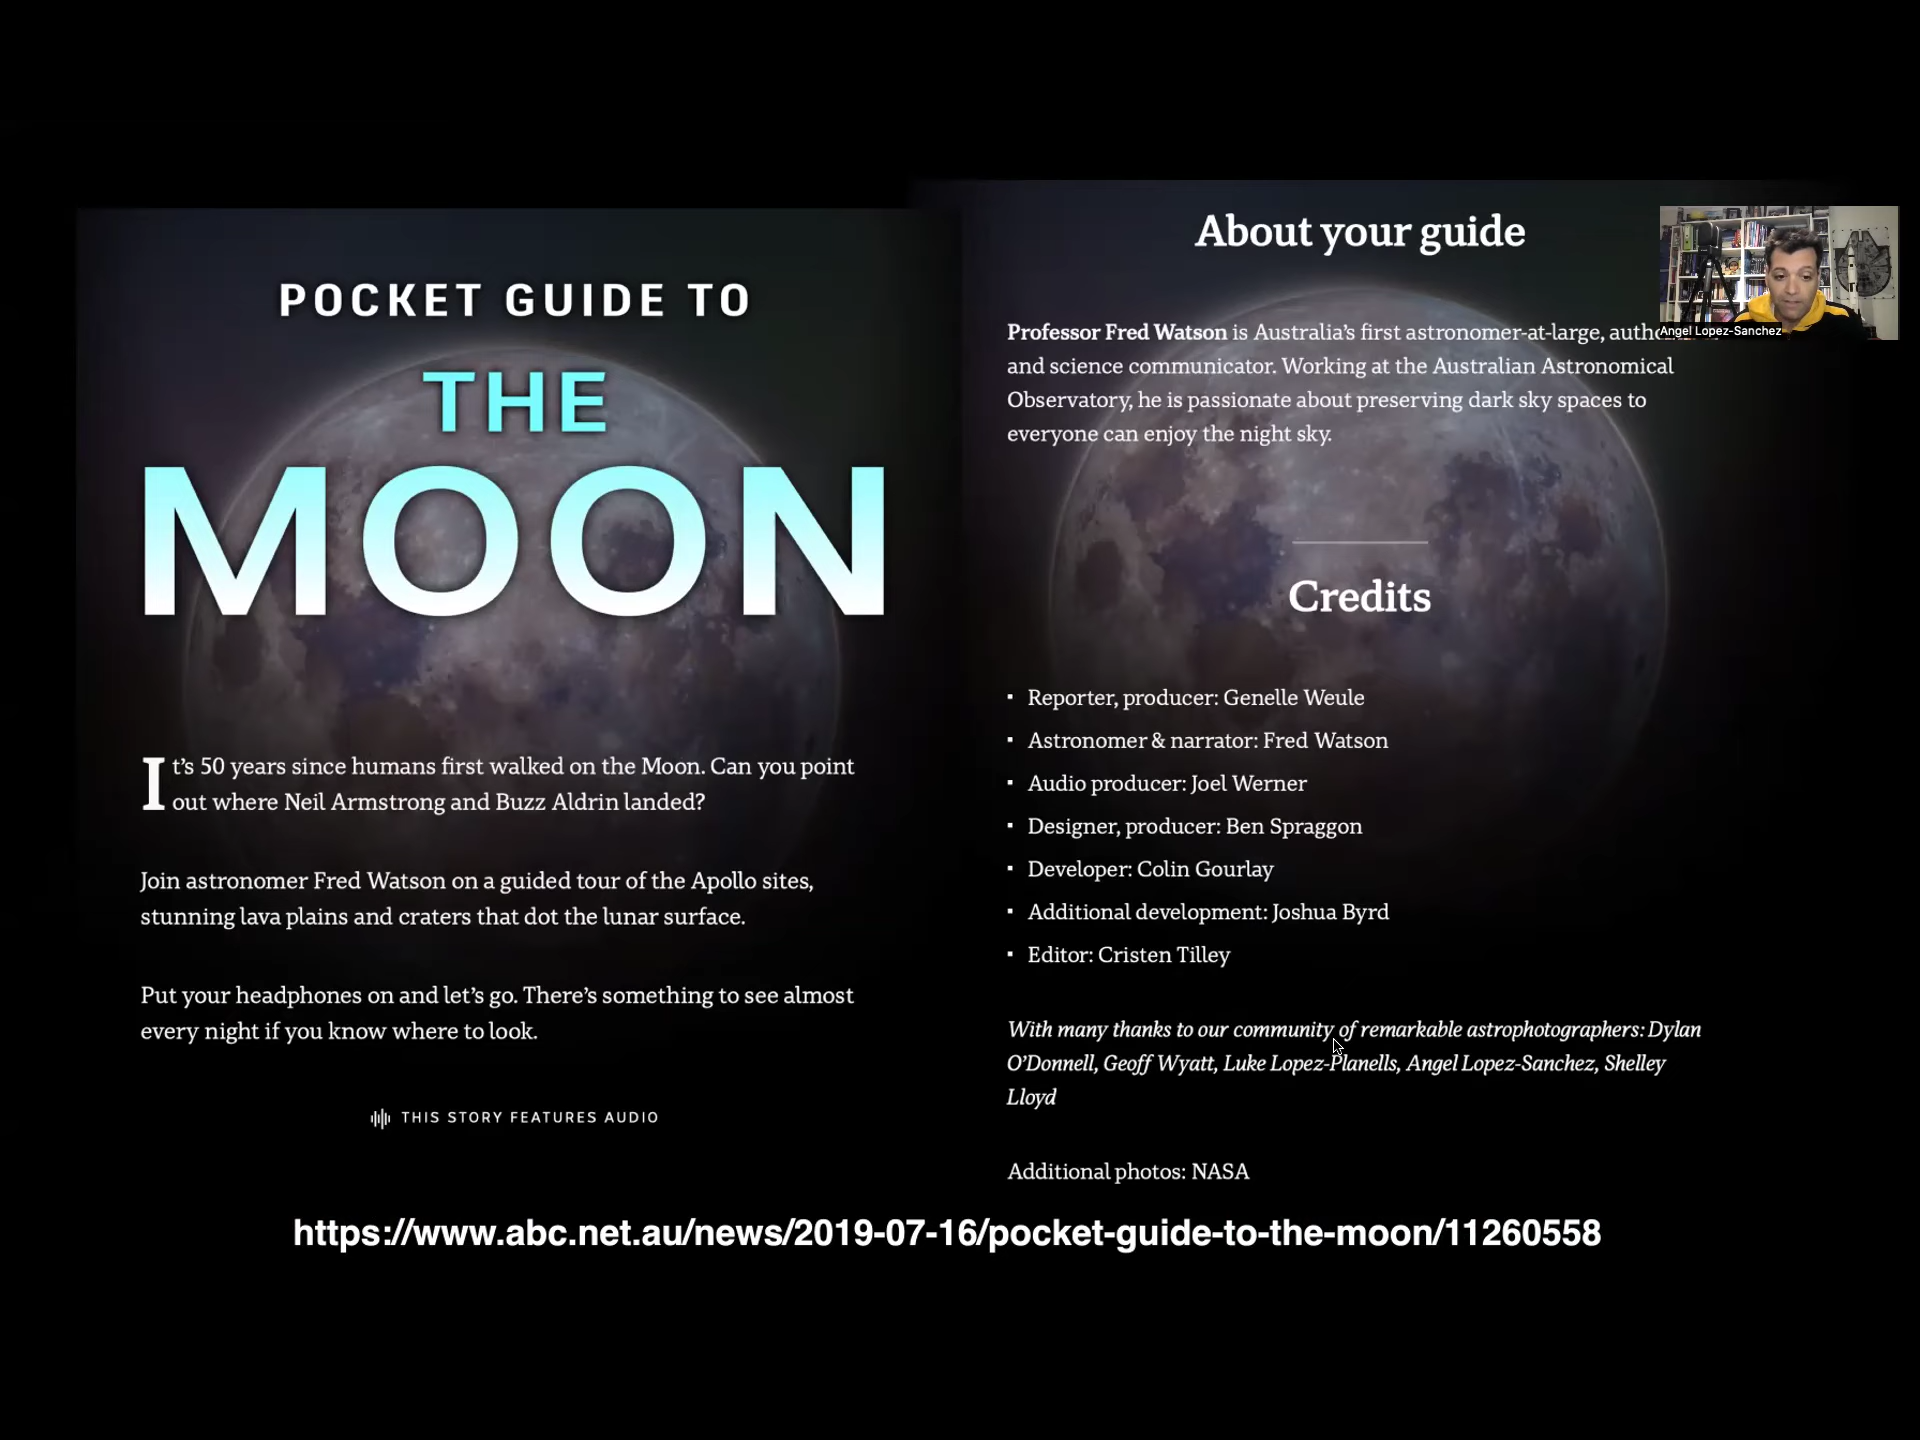 POCKET GUIDE TO
THE
MOON
It's 50 years since humans first walked on the Moon. Can you point
out where Neil Armstrong and Buzz Aldrin landed?
Join astronomer Fred Watson on a guided tour of the Apollo sites,
stunning lava plains and craters that dot the lunar surface.
Put your headphones on and let's go. There's something to see almost
every night if you know where to look.
THIS STORY FEATURES AUDIO
About your guide
Professor Fred Watson is Australia's first astronomer-at-large, autho
and science communicator. Working at the Australian Astronomical
Observatory, he is passionate about preserving dark sky spaces to
everyone can enjoy the night sky.
Angel Lopez-Sanchez
Credits
Reporter, producer: Genelle Weule
Astronomer & narrator: Fred Watson
Audio producer: Joel Werner
Designer, producer: Ben Spraggon
Developer: Colin Gourlay
Additional development: Joshua Byrd
Editor: Cristen Tilley
With many thanks to our community of remarkable astrophotographers: Dylan
O'Donnell, Geoff Wyatt, Luke Lopez-Planells, Angel Lopez-Sanchez, Shelley
Lloyd
Additional photos: NASA
https://www.abc.net.au/news/2019-07-16/pocket-guide-to-the-moon/11260558